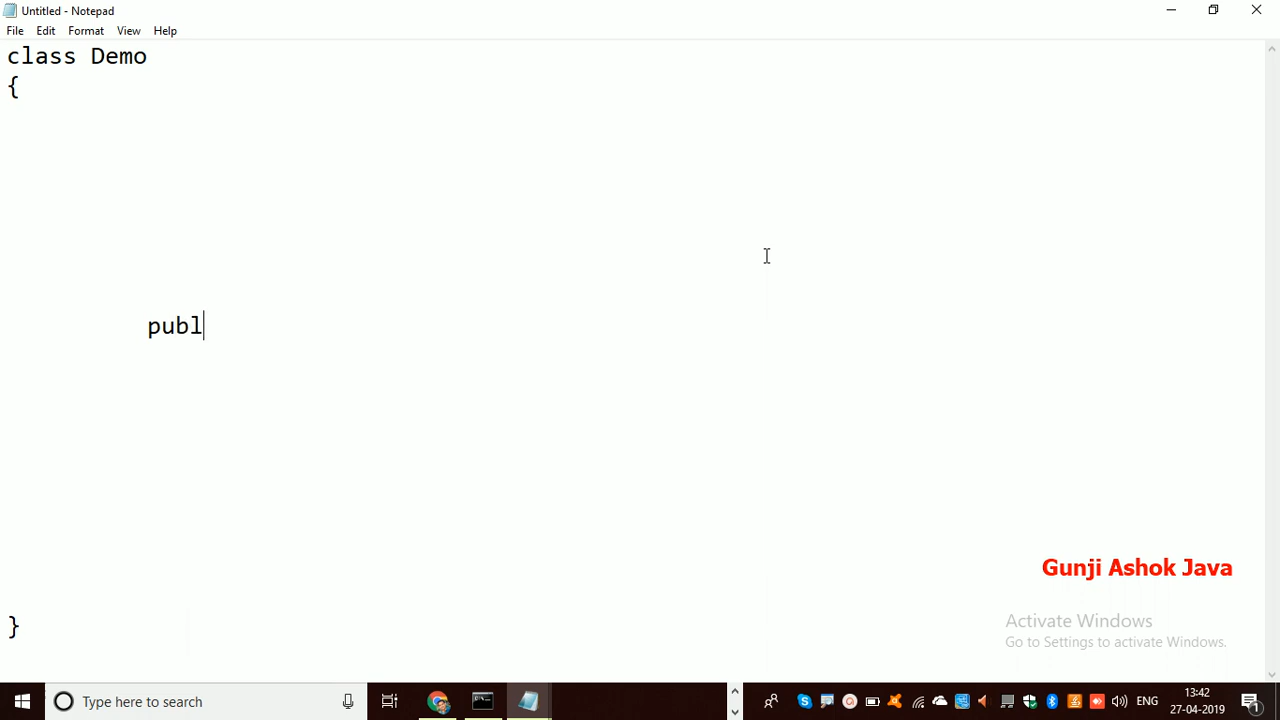 Untitled - Notepad
File Edit Format View Help
class Demo
{
publ
Gunji Ashok Java
Activate Windows
Go to Settings to activate Windows.
}
Type here to search
ENG
13:42
27-04-2019
1